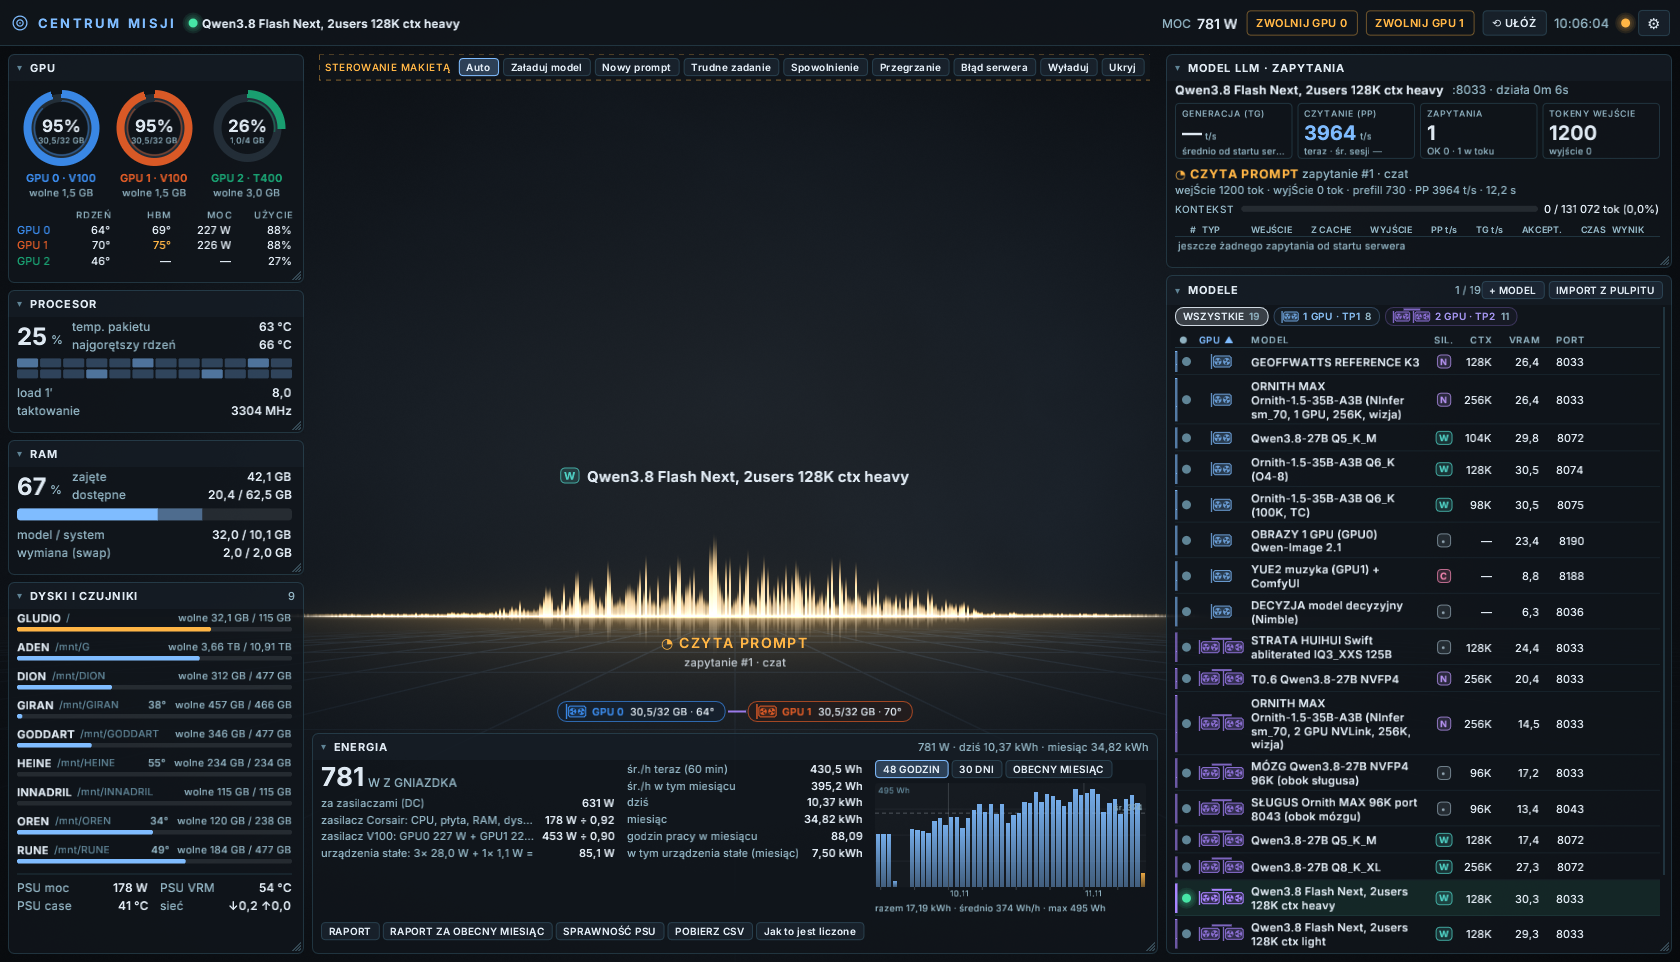 CENTRUM MISJI
Qwen3.8 Flash Next, 2users 128K ctx heavy
MOC 781 W
ZWOLNIJ GPU 0
ZWOLNIJ GPU 1
⟲ UŁÓŻ
10:06:04
GPU
95%
30,5/32 GB
95%
30,5/32 GB
26%
1,0/4 GB
GPU 0 · V100
GPU 1 · V100
GPU 2 · T400
wolne 1,5 GB
wolne 1,5 GB
wolne 3,0 GB
RDZEŃ HBM MOC UŻYCIE
GPU 0 64° 69° 227 W 88%
GPU 1 70° 75° 226 W 88%
GPU 2 46° — — 27%
PROCESOR
25 %
temp. pakietu 63 °C
najgorętszy rdzeń 66 °C
load 1' 8,0
taktowanie 3304 MHz
RAM
67 %
zajęte 42,1 GB
dostępne 20,4 / 62,5 GB
model / system 32,0 / 10,1 GB
wymiana (swap) 2,0 / 2,0 GB
DYSKI I CZUJNIKI 9
GLUDIO / wolne 32,1 GB / 115 GB
ADEN /mnt/G wolne 3,66 TB / 10,91 TB
DION /mnt/DION wolne 312 GB / 477 GB
GIRAN /mnt/GIRAN 38° wolne 457 GB / 466 GB
GODDART /mnt/GODDART wolne 346 GB / 477 GB
HEINE /mnt/HEINE 55° wolne 234 GB / 234 GB
INNADRIL /mnt/INNADRIL wolne 115 GB / 115 GB
OREN /mnt/OREN 34° wolne 120 GB / 238 GB
RUNE /mnt/RUNE 49° wolne 184 GB / 477 GB
PSU moc 178 W PSU VRM 54 °C
PSU case 41 °C sieć ↓0,2 ↑0,0
STEROWANIE MAKIETĄ
Auto
Załaduj model
Nowy prompt
Trudne zadanie
Spowolnienie
Przegrzanie
Błąd serwera
Wyładuj
Ukryj
W Qwen3.8 Flash Next, 2users 128K ctx heavy
CZYTA PROMPT
zapytanie #1 · czat
GPU 0 30,5/32 GB · 64°
GPU 1 30,5/32 GB · 70°
ENERGIA
781 W · dziś 10,37 kWh · miesiąc 34,82 kWh
781 W Z GNIAZDKA
za zasilaczami (DC) 631 W
zasilacz Corsair: CPU, płyta, RAM, dys... 178 W ÷ 0,92
zasilacz V100: GPU0 227 W + GPU1 22... 453 W ÷ 0,90
urządzenia stałe: 3× 28,0 W + 1× 1,1 W = 85,1 W
śr./h teraz (60 min) 430,5 Wh
śr./h w tym miesiącu 395,2 Wh
dziś 10,37 kWh
miesiąc 34,82 kWh
godzin pracy w miesiącu 88,09
w tym urządzenia stałe (miesiąc) 7,50 kWh
48 GODZIN
30 DNI
OBECNY MIESIĄC
495 Wh
10.11
11.11
razem 17,19 kWh · średnio 374 Wh/h · max 495 Wh
RAPORT
RAPORT ZA OBECNY MIESIĄC
SPRAWNOŚĆ PSU
POBIERZ CSV
Jak to jest liczone
MODEL LLM · ZAPYTANIA
Qwen3.8 Flash Next, 2users 128K ctx heavy :8033 · działa 0m 6s
GENERACJA (TG)
— t/s
średnio od startu ser...
CZYTANIE (PP)
3964 t/s
teraz · śr. sesji —
ZAPYTANIA
1
OK 0 · 1 w toku
TOKENY WEJŚCIE
1200
wyjście 0
CZYTA PROMPT zapytanie #1 · czat
wejŚcie 1200 tok · wyjŚcie 0 tok · prefill 730 · PP 3964 t/s · 12,2 s
KONTEKST 0 / 131 072 tok (0,0%)
# TYP WEJŚCIE Z CACHE WYJŚCIE PP t/s TG t/s AKCEPT. CZAS WYNIK
jeszcze żadnego zapytania od startu serwera
MODELE
1 / 19
+ MODEL
IMPORT Z PULPITU
WSZYSTKIE 19
1 GPU · TP1 8
2 GPU · TP2 11
GPU ▲ MODEL SIL. CTX VRAM PORT
GEOFFWATTS REFERENCE K3 N 128K 26,4 8033
ORNITH MAX
Ornith-1.5-35B-A3B (NInfer
sm_70, 1 GPU, 256K, wizja) N 256K 26,4 8033
Qwen3.8-27B Q5_K_M W 104K 29,8 8072
Ornith-1.5-35B-A3B Q6_K
(O4-8) W 128K 30,5 8074
Ornith-1.5-35B-A3B Q6_K
(100K, TC) W 98K 30,5 8075
OBRAZY 1 GPU (GPU0)
Qwen-Image 2.1 — 23,4 8190
YUE2 muzyka (GPU1) +
ComfyUI C — 8,8 8188
DECYZJA model decyzyjny
(Nimble) — 6,3 8036
STRATA HUIHUI Swift
abliterated IQ3_XXS 125B 128K 24,4 8033
T0.6 Qwen3.8-27B NVFP4 N 256K 20,4 8033
ORNITH MAX
Ornith-1.5-35B-A3B (NInfer
sm_70, 2 GPU NVLink, 256K,
wizja) N 256K 14,5 8033
MÓZG Qwen3.8-27B NVFP4
96K (obok sługusa) 96K 17,2 8033
SŁUGUS Ornith MAX 96K port
8043 (obok mózgu) 96K 13,4 8043
Qwen3.8-27B Q5_K_M W 128K 17,4 8072
Qwen3.8-27B Q8_K_XL W 256K 27,3 8072
Qwen3.8 Flash Next, 2users
128K ctx heavy W 128K 30,3 8033
Qwen3.8 Flash Next, 2users
128K ctx light W 128K 29,3 8033